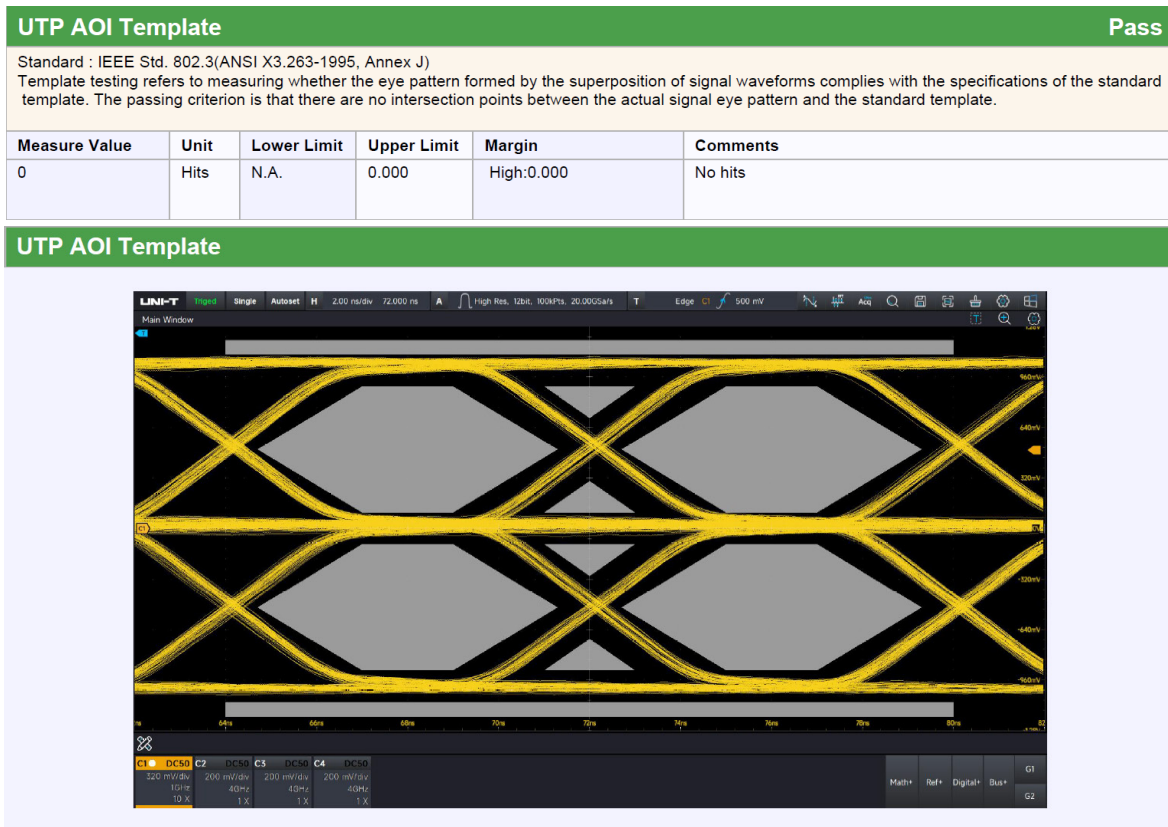 UTP AOI Template Pass
Standard : IEEE Std. 802.3(ANSI X3.263-1995, Annex J)
Template testing refers to measuring whether the eye pattern formed by the superposition of signal waveforms complies with the specifications of the standard
template. The passing criterion is that there are no intersection points between the actual signal eye pattern and the standard template.
Measure Value Unit Lower Limit Upper Limit Margin Comments
0 Hits N.A. 0.000 High:0.000 No hits
UTP AOI Template
UNI-T Triged Single Autoset H 2.00 ns/div 72.000 ns A High Res, 12bit, 100kPts, 20.00GSa/s T Edge C1 500 mV Acq
Main Window
T
960mV
640mV
320mV
C1
-320mV
-640mV
-960mV
64ns 66ns 68ns 70ns 72ns 74ns 76ns 78ns 80ns 82
C1 DC50 C2 DC50 C3 DC50 C4 DC50
320 mV/div 200 mV/div 200 mV/div 200 mV/div
1GHz 4GHz 4GHz 4GHz
10 X 1 X 1 X 1 X
Math+ Ref+ Digital+ Bus+ G1
G2